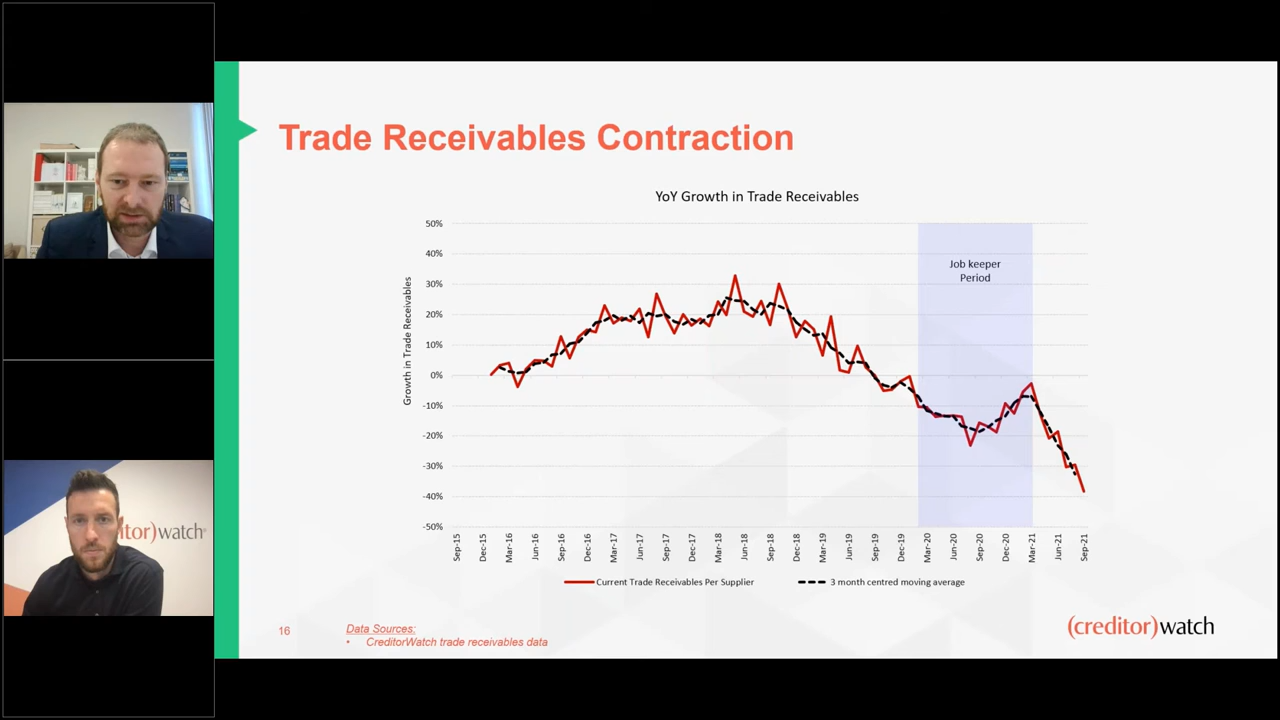 Trade Receivables Contraction
YoY Growth in Trade Receivables
50%
40%
30%
20%
10%
0%
-10%
-20%
-30%
-40%
-50%
Growth in Trade Receivables
Job keeper
Period
Sep-15
Dec-15
Mar-16
Jun-16
Sep-16
Dec-16
Mar-17
Jun-17
Sep-17
Dec-17
Mar-18
Jun-18
Sep-18
Dec-18
Mar-19
Jun-19
Sep-19
Dec-19
Mar-20
Jun-20
Sep-20
Dec-20
Mar-21
Jun-21
Sep-21
Current Trade Receivables Per Supplier
3 month centred moving average
16
Data Sources:
• CreditorWatch trade receivables data
(creditor)watch
itor)watch®